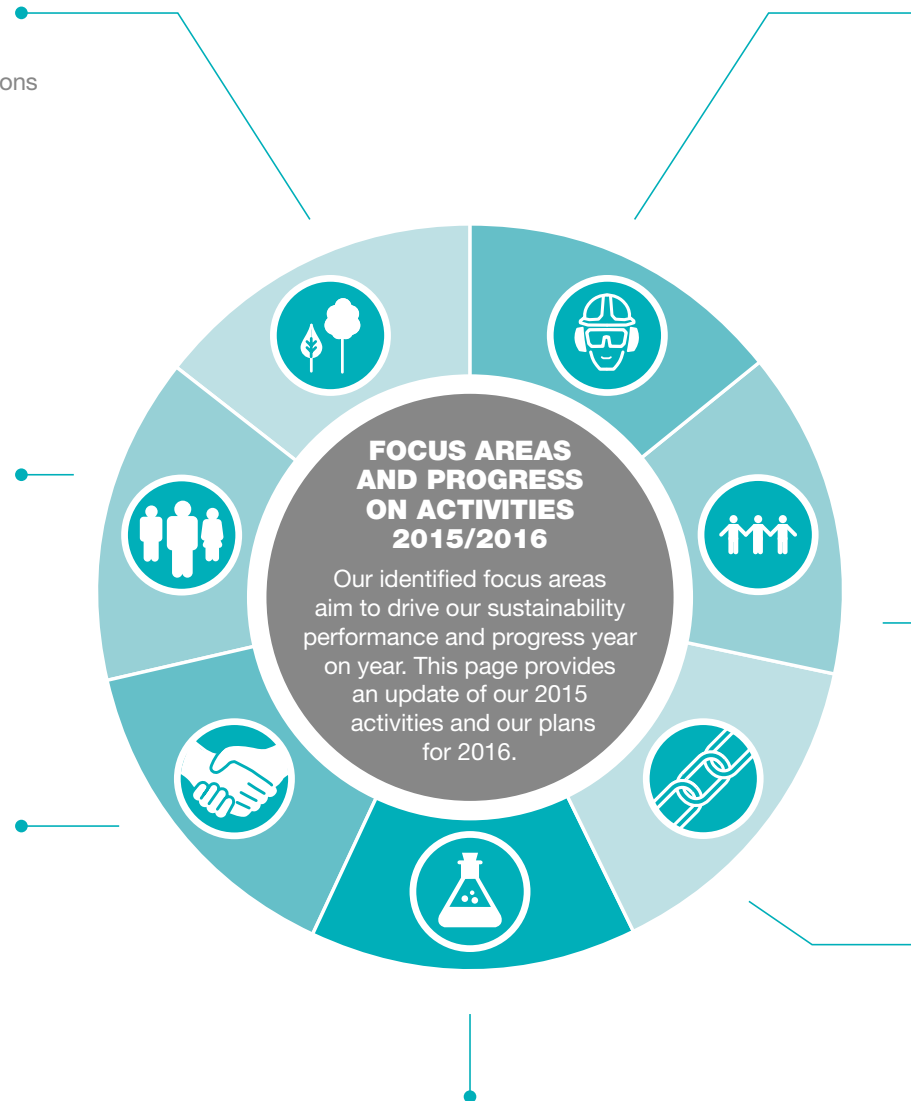 ons
FOCUS AREAS
AND PROGRESS
ON ACTIVITIES
2015/2016
Our identified focus areas
aim to drive our sustainability
performance and progress year
on year. This page provides
an update of our 2015
activities and our plans
for 2016.